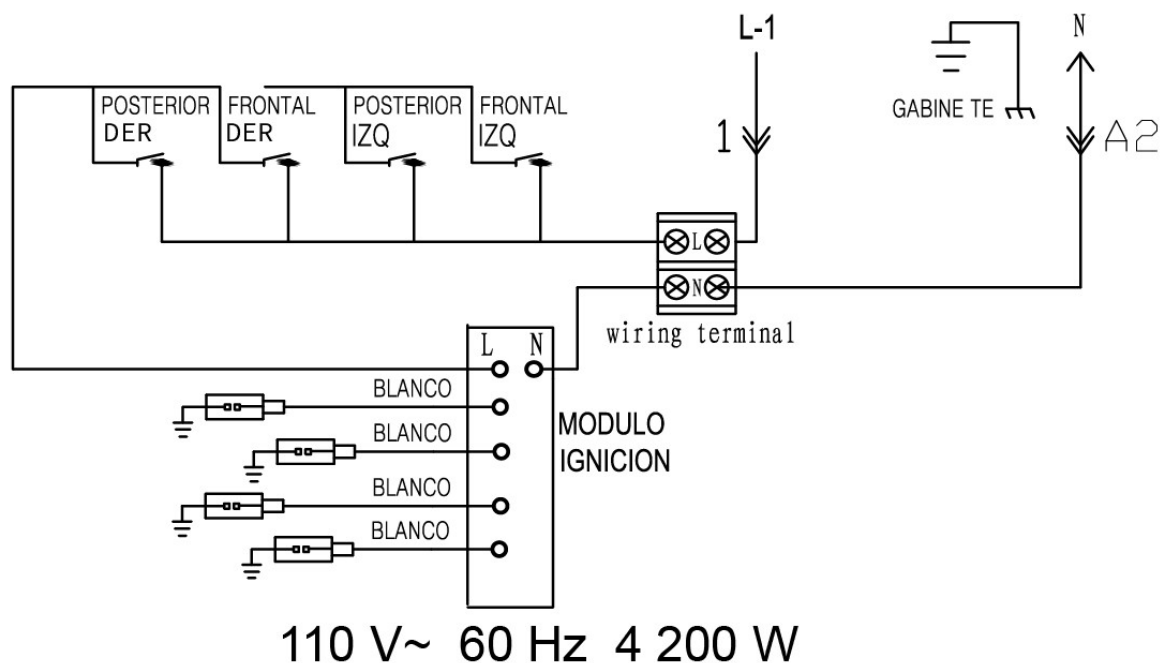 L-1
N
POSTERIOR FRONTAL POSTERIOR FRONTAL
DER DER IZQ IZQ
GABINE TE
1
A2
L
N
wiring terminal
L N
BLANCO
MODULO
IGNICION
BLANCO
BLANCO
BLANCO
110 V~ 60 Hz 4 200 W